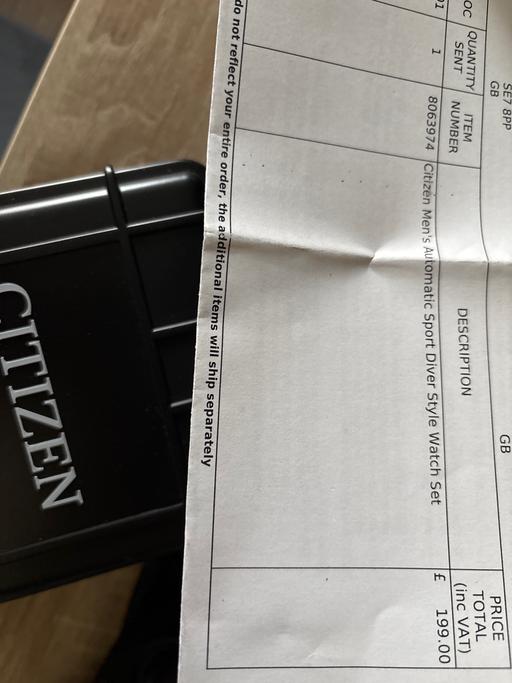 SE7 8PP
GB
GB
OC
QUANTITY
SENT
ITEM
NUMBER
DESCRIPTION
PRICE
TOTAL
(inc VAT)
01
1
8063974
Citizen Men's Automatic Sport Diver Style Watch Set
£ 199.00
do not reflect your entire order, the additional items will ship separately
CITIZEN